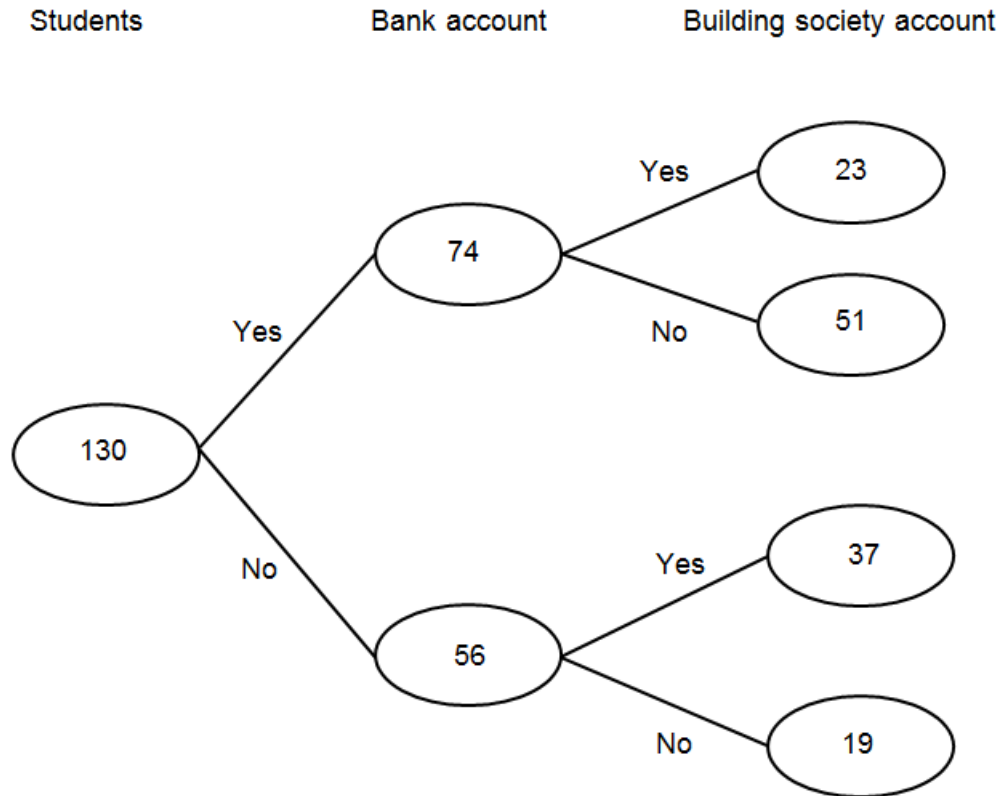 Students Bank account Building society account
Yes 23
74
No 51
Yes
130
No
Yes 37
56
No 19